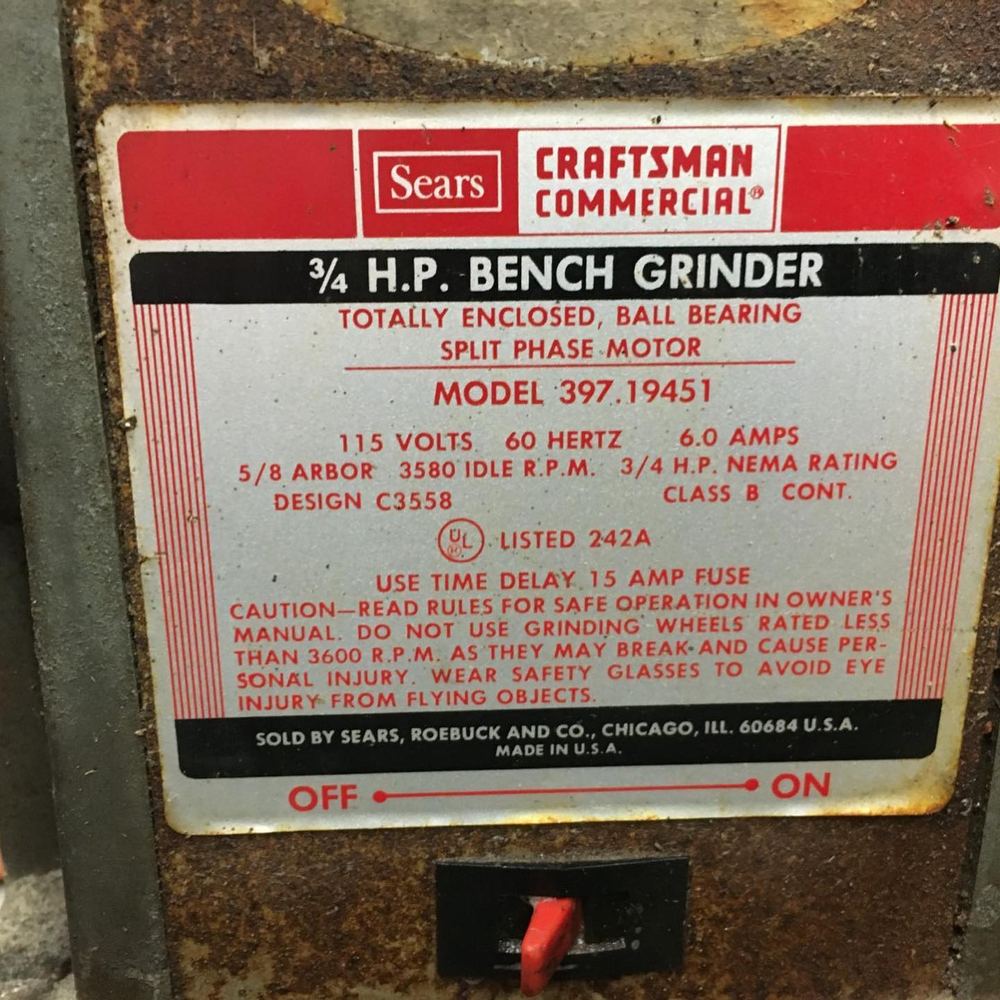 Sears CRAFTSMAN
COMMERCIAL®
3/4 H.P. BENCH GRINDER
TOTALLY ENCLOSED, BALL BEARING
SPLIT PHASE MOTOR
MODEL 397.19451
115 VOLTS 60 HERTZ 6.0 AMPS
5/8 ARBOR 3580 IDLE R.P.M. 3/4 H.P. NEMA RATING
DESIGN C3558 CLASS B CONT.
UL ® LISTED 242A
USE TIME DELAY 15 AMP FUSE
CAUTION—READ RULES FOR SAFE OPERATION IN OWNER'S
MANUAL. DO NOT USE GRINDING WHEELS RATED LESS
THAN 3600 R.P.M. AS THEY MAY BREAK AND CAUSE PER-
SONAL INJURY. WEAR SAFETY GLASSES TO AVOID EYE
INJURY FROM FLYING OBJECTS.
SOLD BY SEARS, ROEBUCK AND CO., CHICAGO, ILL. 60684 U.S.A.
MADE IN U.S.A.
OFF ON